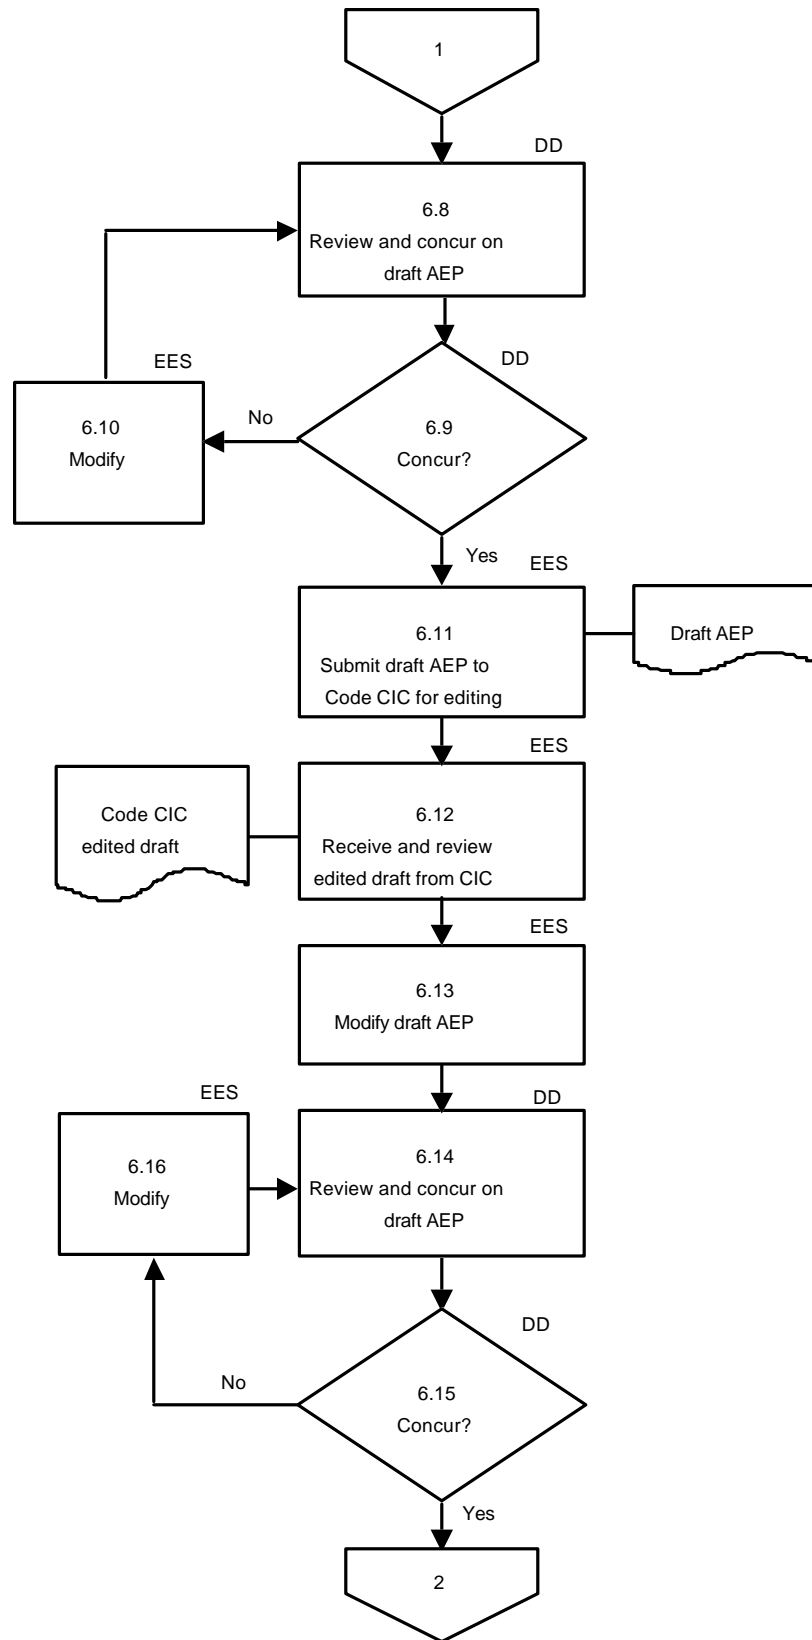 1
DD
6.8
Review and concur on
draft AEP
EES
DD
6.10
Modify
No
6.9
Concur?
Yes
EES
6.11
Submit draft AEP to
Code CIC for editing
Draft AEP
EES
Code CIC
edited draft
6.12
Receive and review
edited draft from CIC
EES
6.13
Modify draft AEP
EES
DD
6.16
Modify
6.14
Review and concur on
draft AEP
DD
No
6.15
Concur?
Yes
2